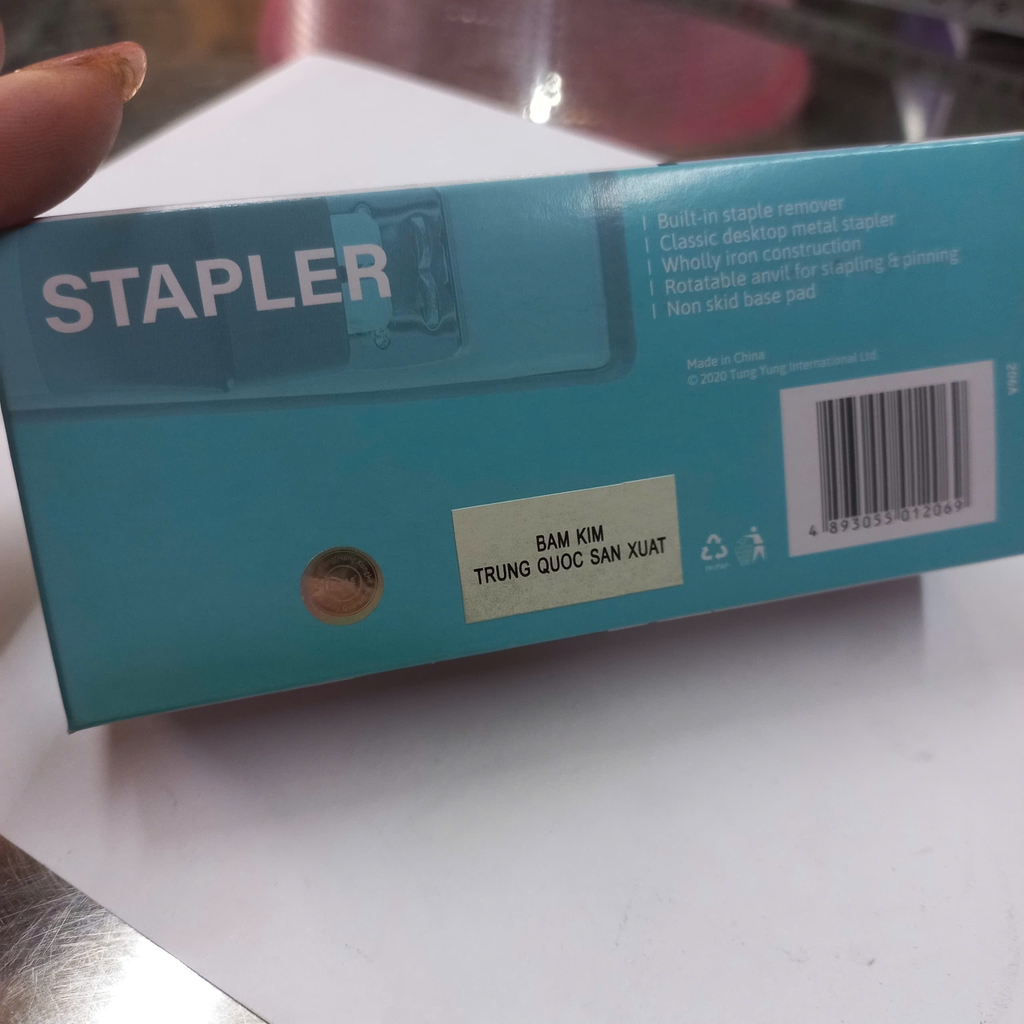 STAPLER
| Built-in staple remover
| Classic desktop metal stapler
| Wholly iron construction
| Rotatable anvil for stapling & pinning
| Non skid base pad
Made in China
© 2020 Tung Yung International Ltd.
206A
4 893055 012069
BAM KIM
TRUNG QUOC SAN XUAT